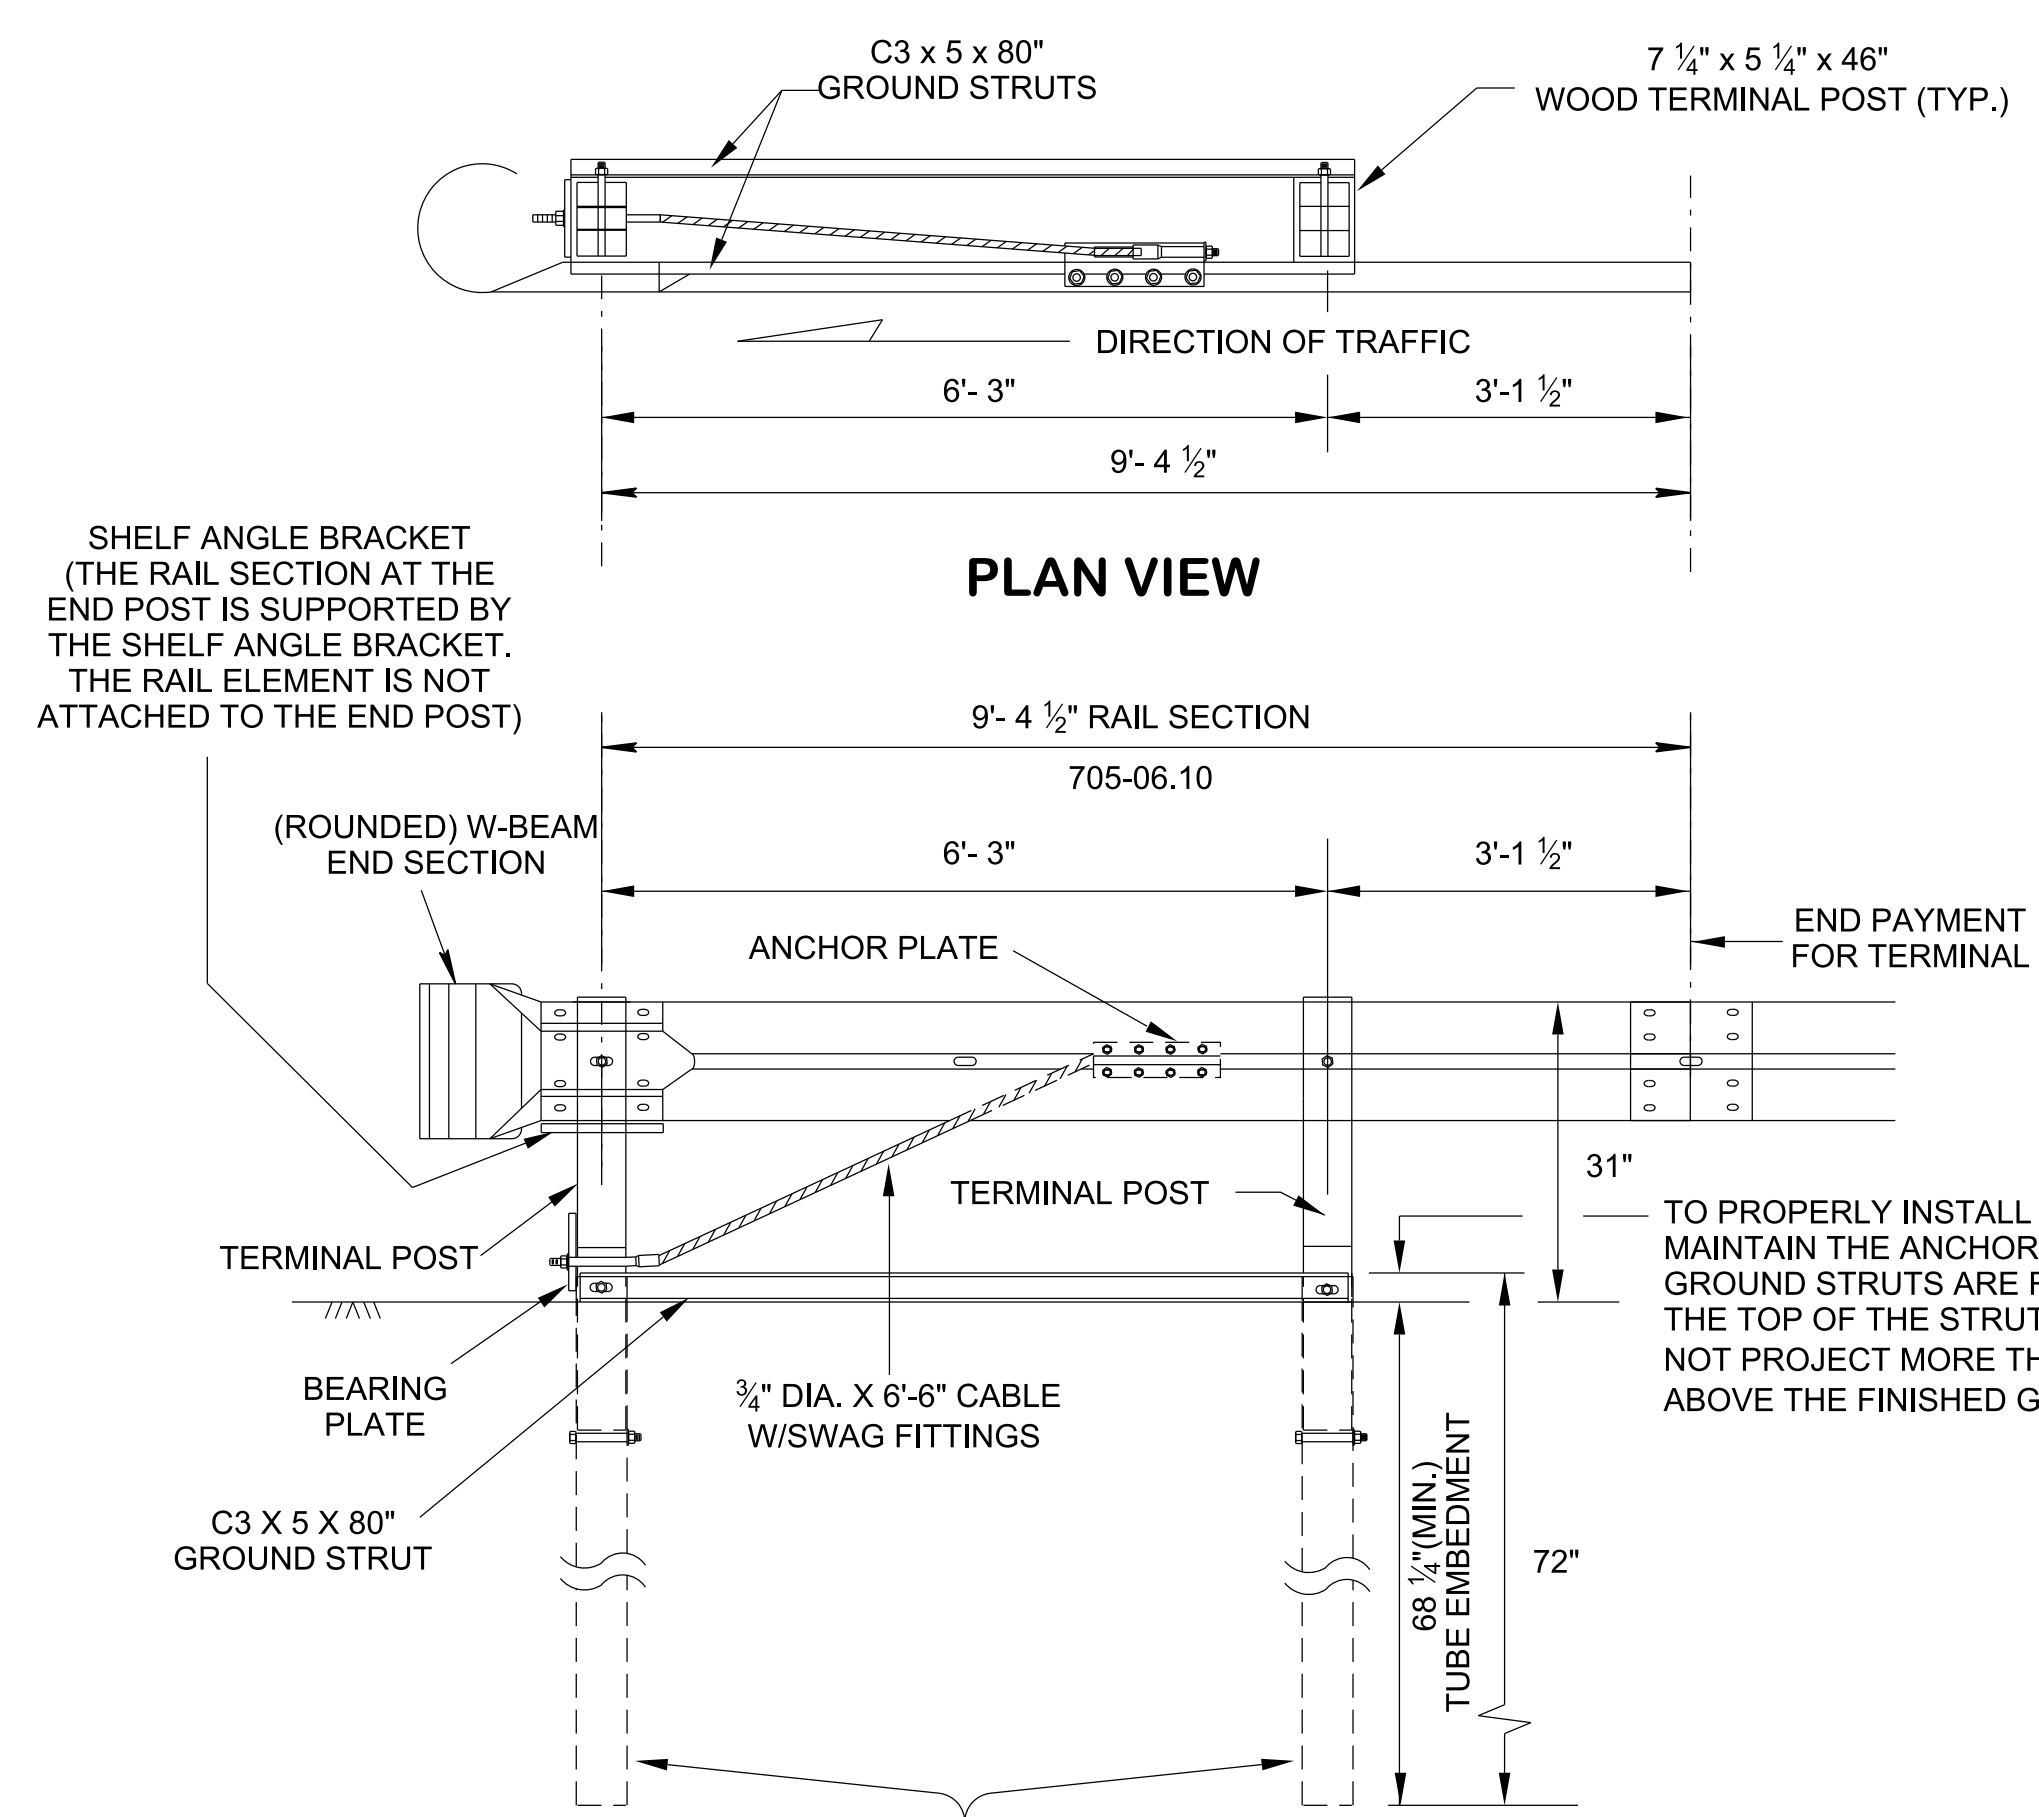 C3 x 5 x 80"
GROUND STRUTS
7 ¼" x 5 ¼" x 46"
WOOD TERMINAL POST (TYP.)
DIRECTION OF TRAFFIC
6'- 3"
3'-1 ½"
9'- 4 ½"
PLAN VIEW
SHELF ANGLE BRACKET
(THE RAIL SECTION AT THE
END POST IS SUPPORTED BY
THE SHELF ANGLE BRACKET.
THE RAIL ELEMENT IS NOT
ATTACHED TO THE END POST)
9'- 4 ½" RAIL SECTION
705-06.10
(ROUNDED) W-BEAM
END SECTION
6'- 3"
3'-1 ½"
ANCHOR PLATE
END PAYMENT
FOR TERMINAL
31"
TERMINAL POST
TERMINAL POST
TO PROPERLY INSTALL
MAINTAIN THE ANCHOR
GROUND STRUTS ARE
THE TOP OF THE STRUT
NOT PROJECT MORE
ABOVE THE FINISHED
BEARING
PLATE
¾" DIA. X 6'-6" CABLE
W/SWAG FITTINGS
C3 X 5 X 80"
GROUND STRUT
68 ¼"(MIN.)
TUBE EMBEDMENT
72"